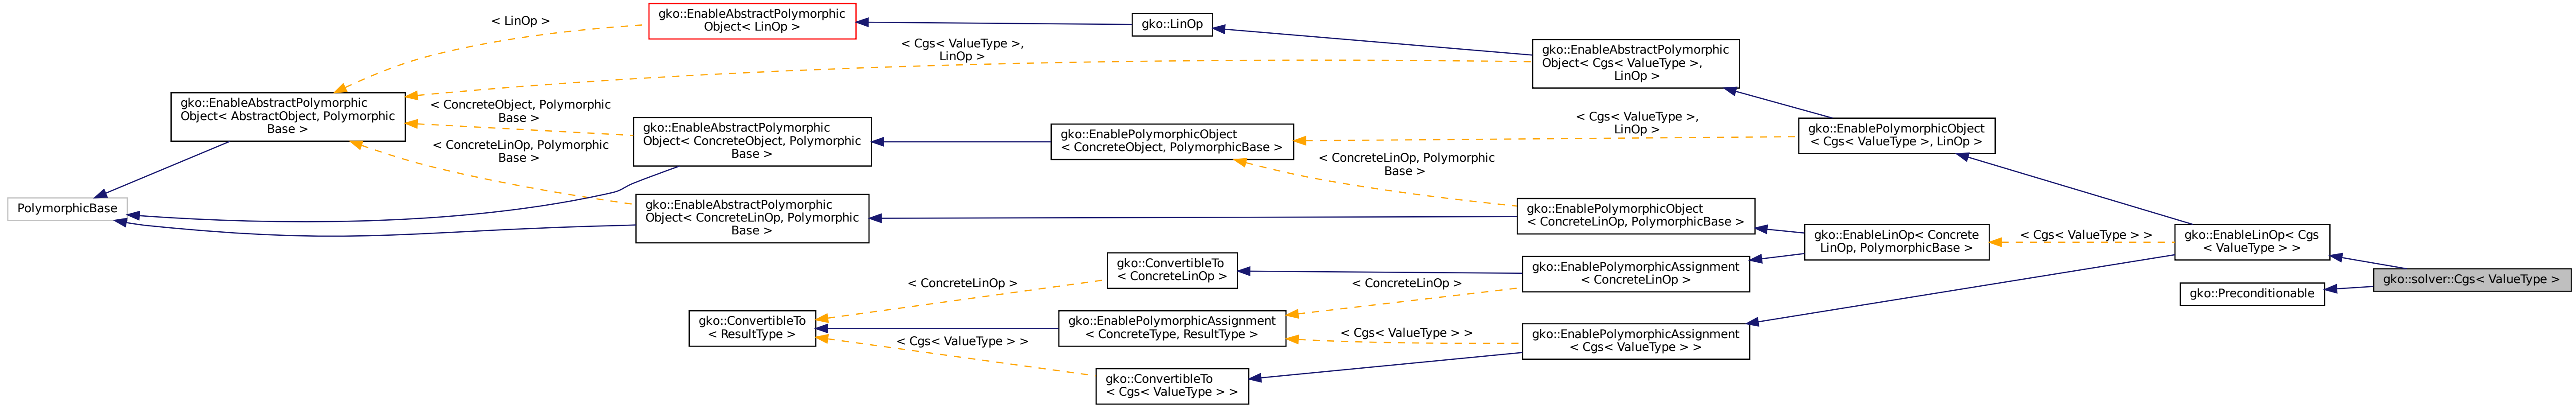 PolymorphicBase
gko::EnableAbstractPolymorphic
Object< AbstractObject, Polymorphic
Base >
< LinOp >
gko::EnableAbstractPolymorphic
Object< LinOp >
< Cgs< ValueType >,
LinOp >
< ConcreteObject, Polymorphic
Base >
< ConcreteLinOp, Polymorphic
Base >
gko::EnableAbstractPolymorphic
Object< ConcreteObject, Polymorphic
Base >
gko::EnableAbstractPolymorphic
Object< ConcreteLinOp, Polymorphic
Base >
gko::ConvertibleTo
< ResultType >
< ConcreteLinOp >
< Cgs< ValueType > >
gko::LinOp
gko::EnablePolymorphicObject
< ConcreteObject, PolymorphicBase >
gko::ConvertibleTo
< ConcreteLinOp >
gko::EnablePolymorphicAssignment
< ConcreteType, ResultType >
gko::ConvertibleTo
< Cgs< ValueType > >
< ConcreteLinOp, Polymorphic
Base >
< ConcreteLinOp >
< Cgs< ValueType > >
gko::EnableAbstractPolymorphic
Object< Cgs< ValueType >,
LinOp >
< Cgs< ValueType >,
LinOp >
gko::EnablePolymorphicObject
< ConcreteLinOp, PolymorphicBase >
gko::EnablePolymorphicAssignment
< ConcreteLinOp >
gko::EnablePolymorphicAssignment
< Cgs< ValueType > >
gko::EnablePolymorphicObject
< Cgs< ValueType >, LinOp >
gko::EnableLinOp< Concrete
LinOp, PolymorphicBase >
< Cgs< ValueType > >
gko::EnableLinOp< Cgs
< ValueType > >
gko::Preconditionable
gko::solver::Cgs< ValueType >